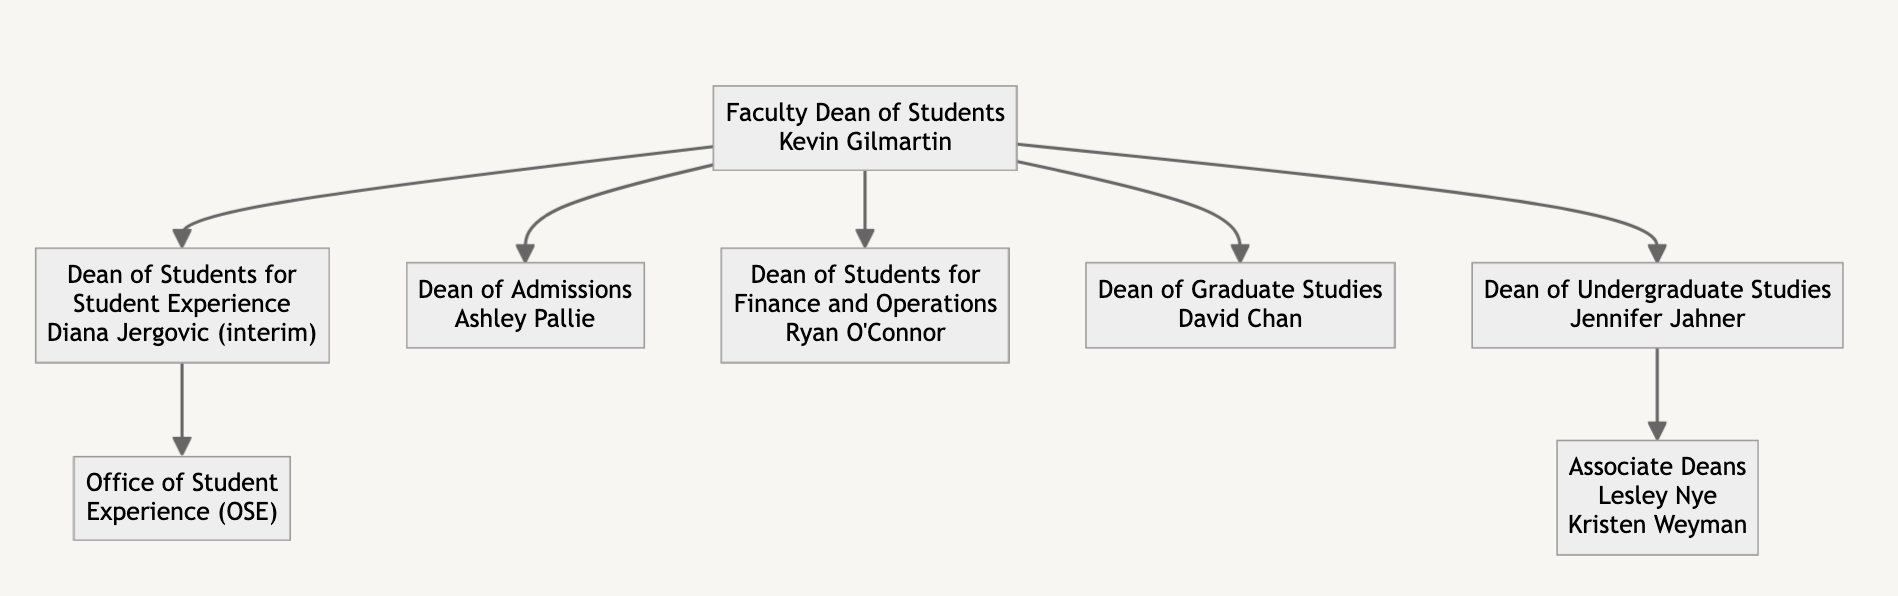 Faculty Dean of Students
Kevin Gilmartin
Dean of Students for
Student Experience
Diana Jergovic (interim)
Dean of Admissions
Ashley Pallie
Dean of Students for
Finance and Operations
Ryan O'Connor
Dean of Graduate Studies
David Chan
Dean of Undergraduate Studies
Jennifer Jahner
Office of Student
Experience (OSE)
Associate Deans
Lesley Nye
Kristen Weyman